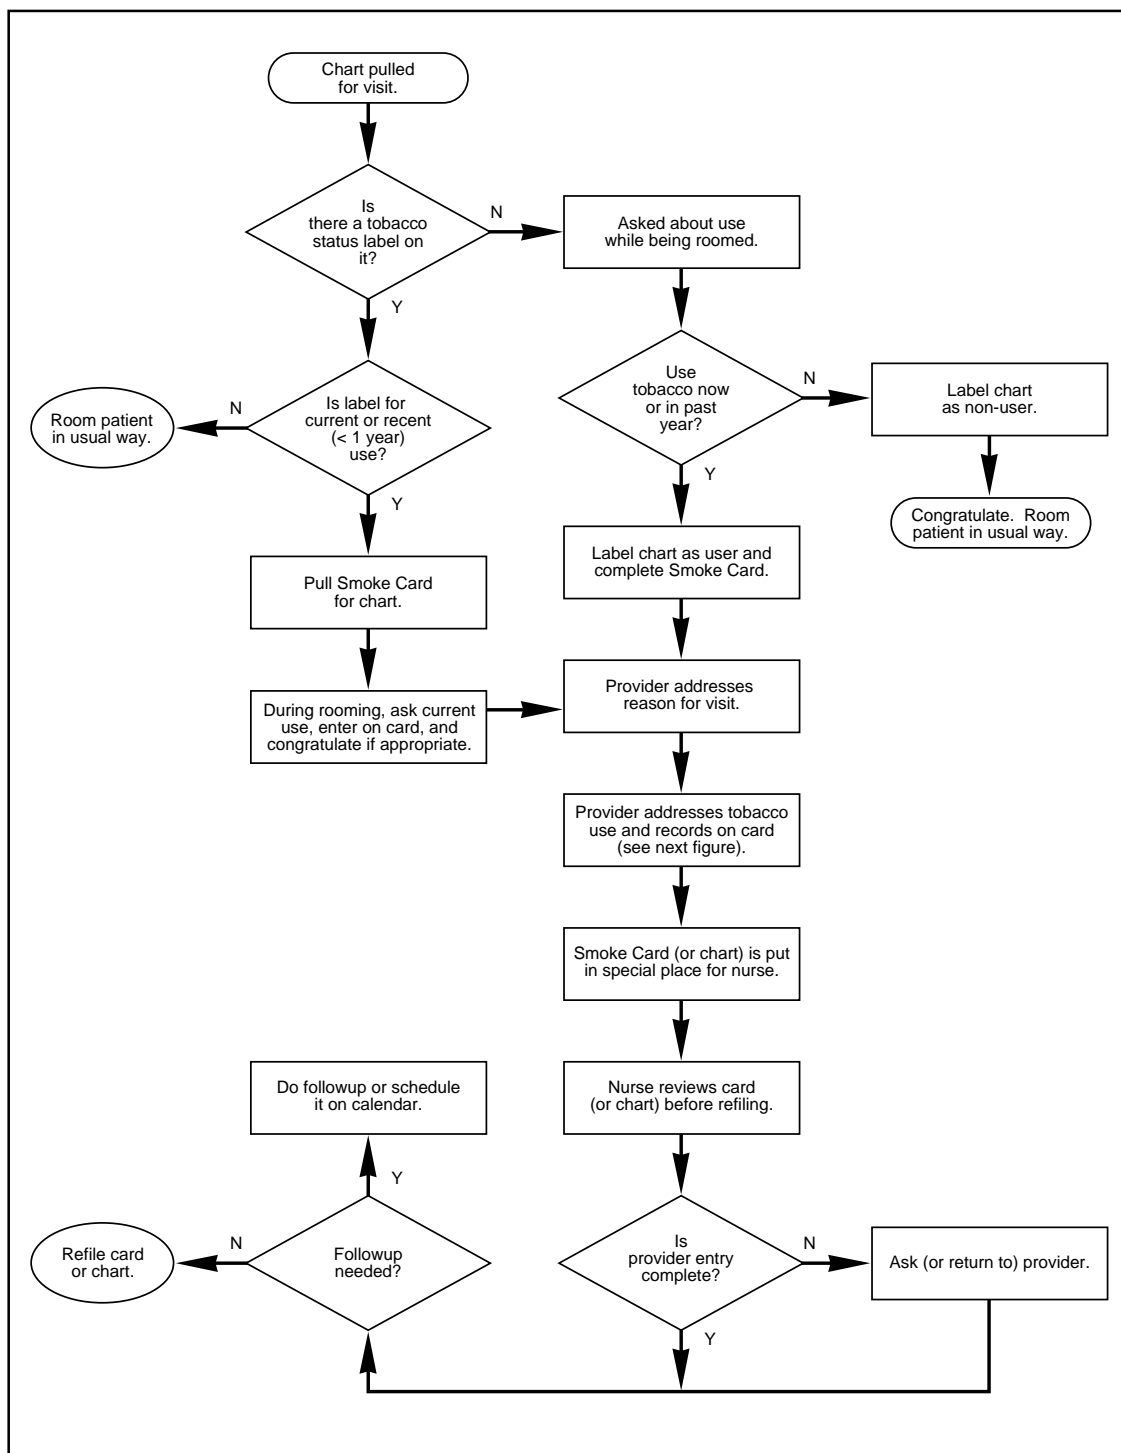 Chart pulled
for visit.
Is
there a tobacco
status label on
it?
N
Asked about use
while being roomed.
Y
Use
tobacco now
or in past
year?
N
Label chart
as non-user.
Room patient
in usual way.
N
Is label for
current or recent
(< 1 year)
use?
Y
Y
Congratulate.  Room
patient in usual way.
Label chart as user and
complete Smoke Card.
Pull Smoke Card
for chart.
Provider addresses
reason for visit.
During rooming, ask current
use, enter on card, and
congratulate if appropriate.
Provider addresses tobacco
use and records on card
(see next figure).
Smoke Card (or chart) is put
in special place for nurse.
Do followup or schedule
it on calendar.
Nurse reviews card
(or chart) before refiling.
Y
Refile card
or chart.
N
Followup
needed?
Is
provider entry
complete?
N
Ask (or return to) provider.
Y